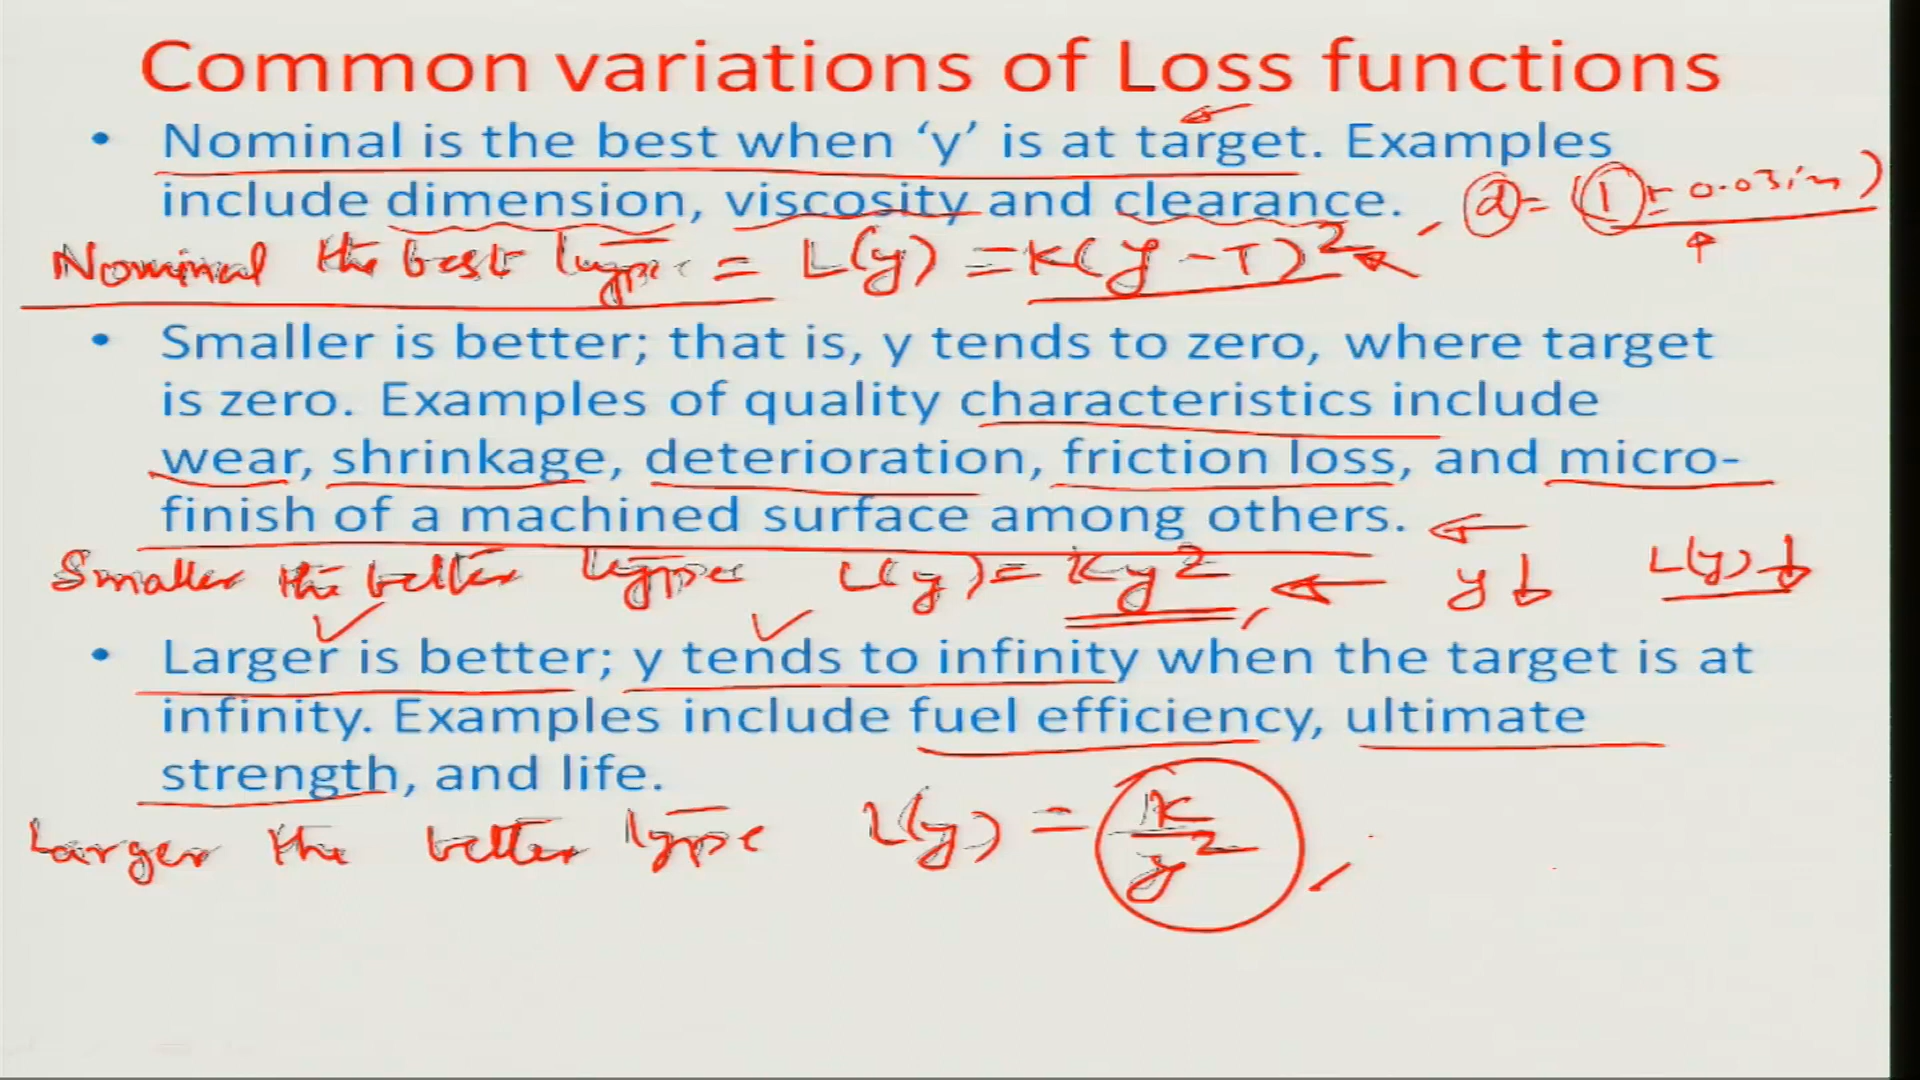 Common variations of Loss functions
• Nominal is the best when ‘y’ is at target. Examples
include dimension, viscosity and clearance. d = (1 ± 0.03 in)
Nominal the best type = L(y) = K(y - T)²
• Smaller is better; that is, y tends to zero, where target
is zero. Examples of quality characteristics include
wear, shrinkage, deterioration, friction loss, and micro-
finish of a machined surface among others. ←
Smaller the better type L(y) = Ky² ← y ↓ L(y) ↓
• Larger is better; y tends to infinity when the target is at
infinity. Examples include fuel efficiency, ultimate
strength, and life.
Larger the better type L(y) = K/y²